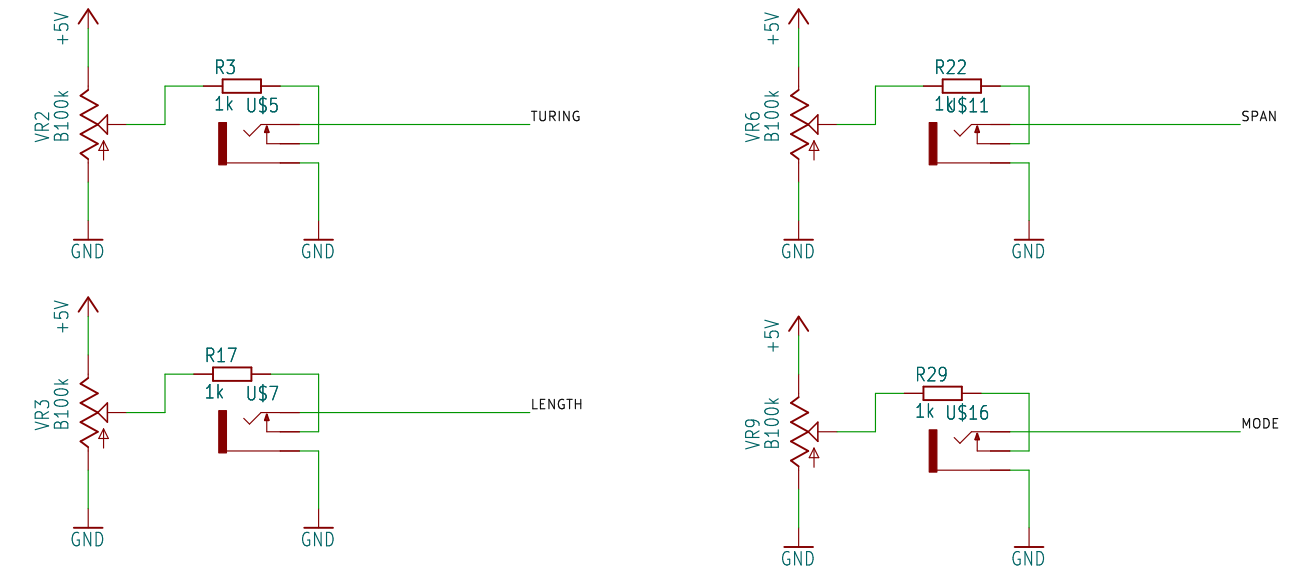 +5V
R3
1k
U$5
VR2
B100k
TURING
GND
GND
+5V
R22
1k
U$11
VR6
B100k
SPAN
GND
GND
+5V
R17
1k
U$7
VR3
B100k
LENGTH
GND
GND
+5V
R29
1k
U$16
VR9
B100k
MODE
GND
GND